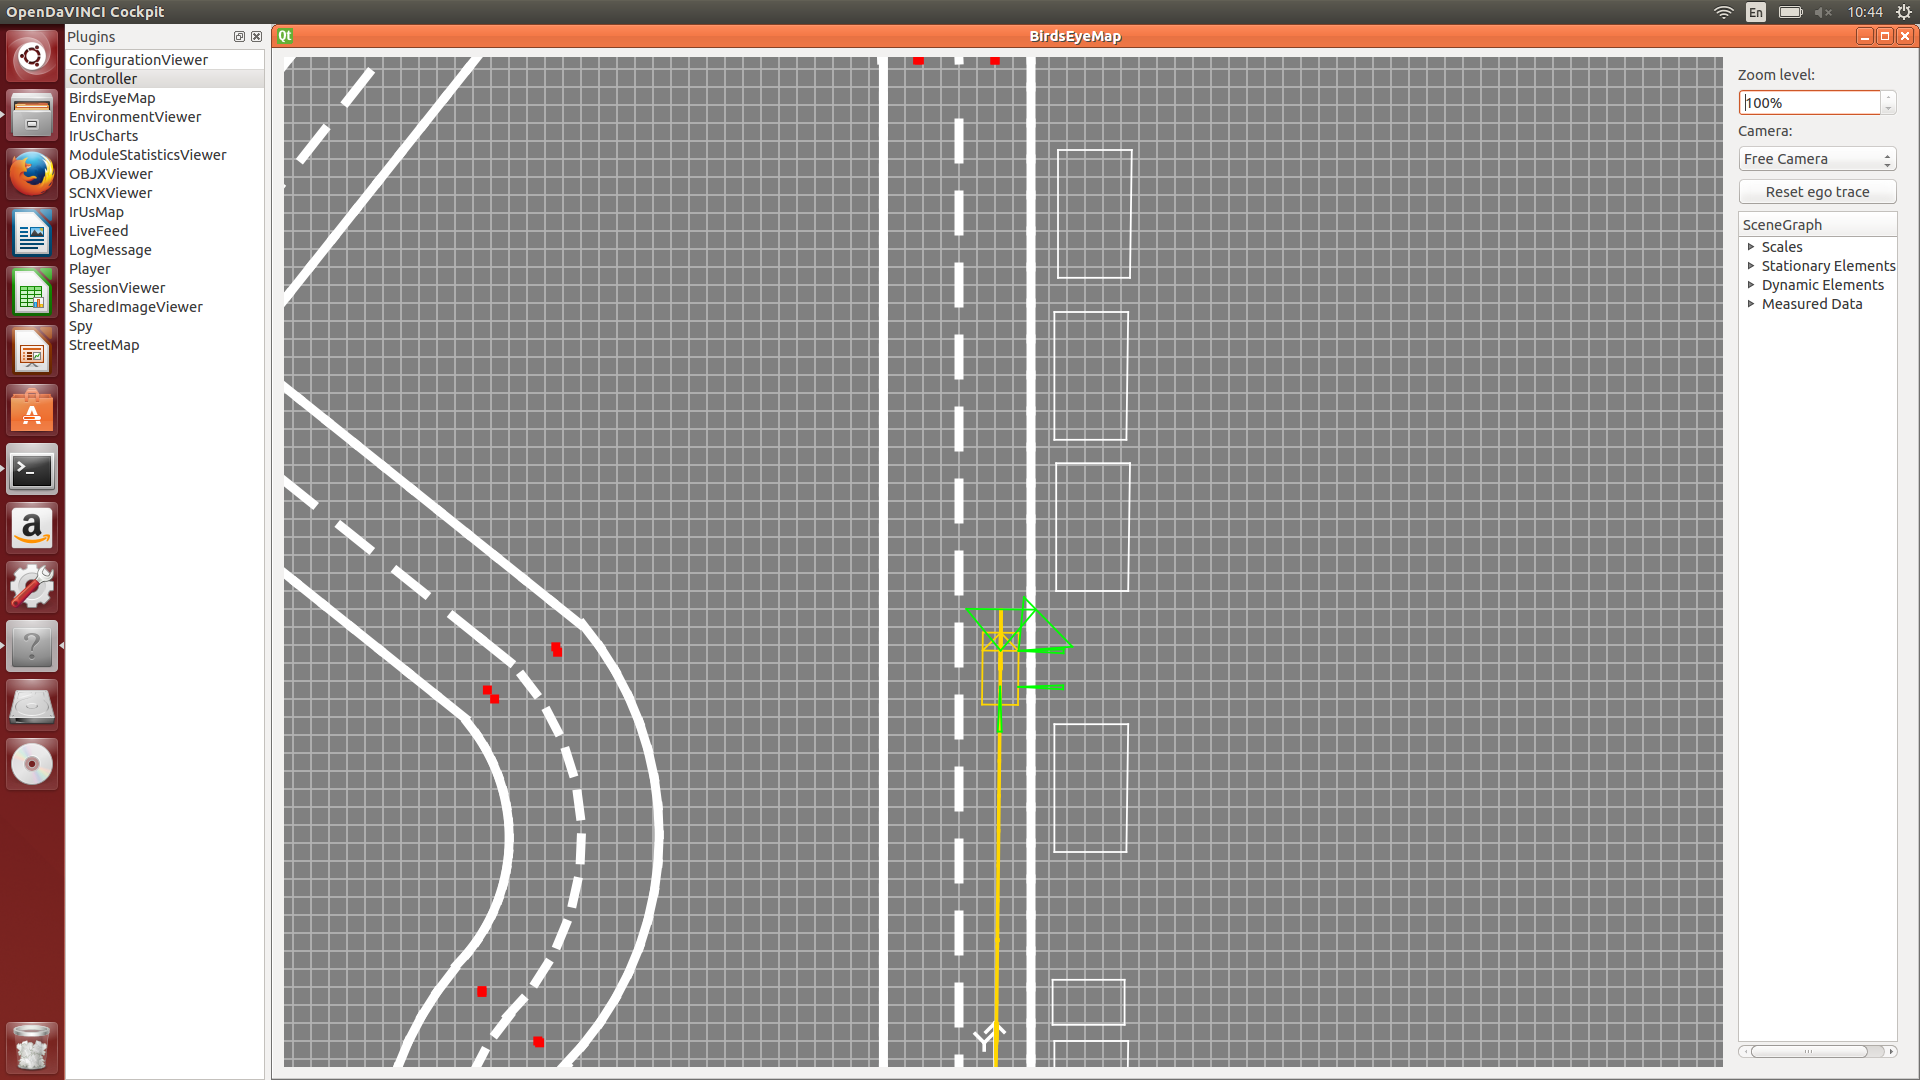 OpenDaVINCI Cockpit
En
10:44
Plugins
ConfigurationViewer
Controller
BirdsEyeMap
EnvironmentViewer
IrUsCharts
ModuleStatisticsViewer
OBJXViewer
SCNXViewer
IrUsMap
LiveFeed
LogMessage
Player
SessionViewer
SharedImageViewer
Spy
StreetMap
Qt
BirdsEyeMap
Y
Zoom level:
100%
Camera:
Free Camera
Reset ego trace
SceneGraph
Scales
Stationary Elements
Dynamic Elements
Measured Data